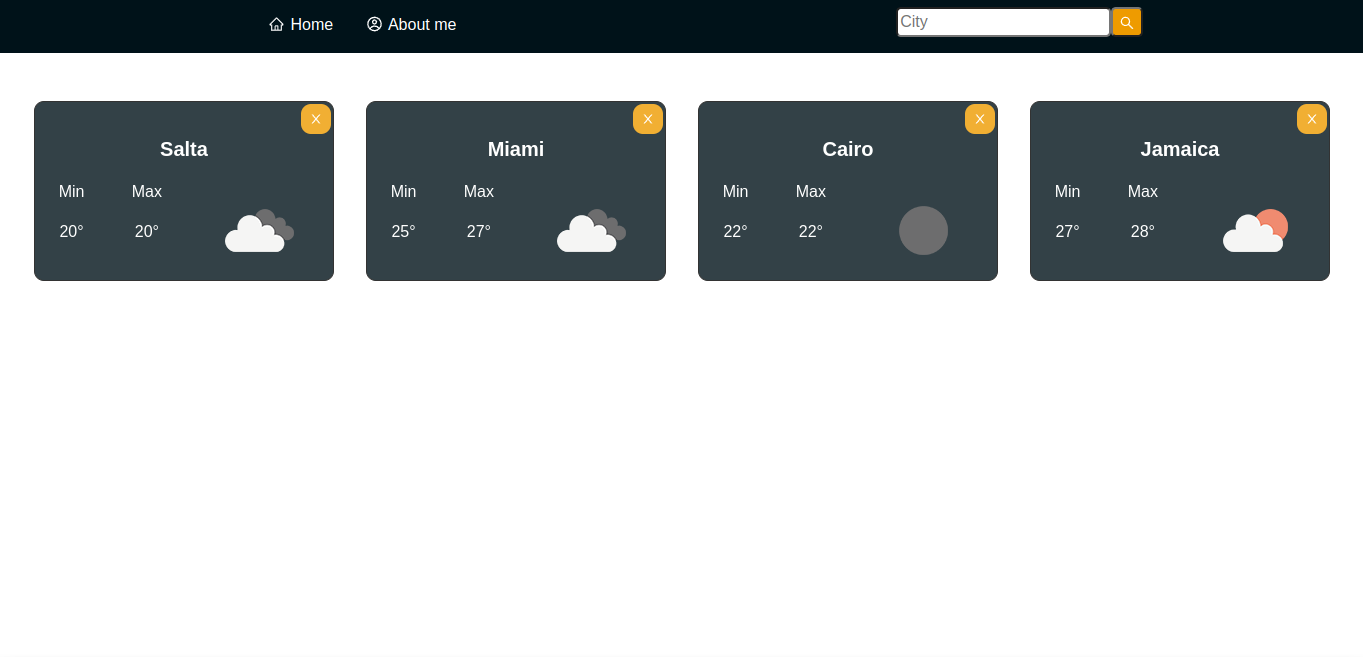 Home About me City
X X X X
Salta Miami Cairo Jamaica
Min Max Min Max Min Max Min Max
20° 20° 25° 27° 22° 22° 27° 28°